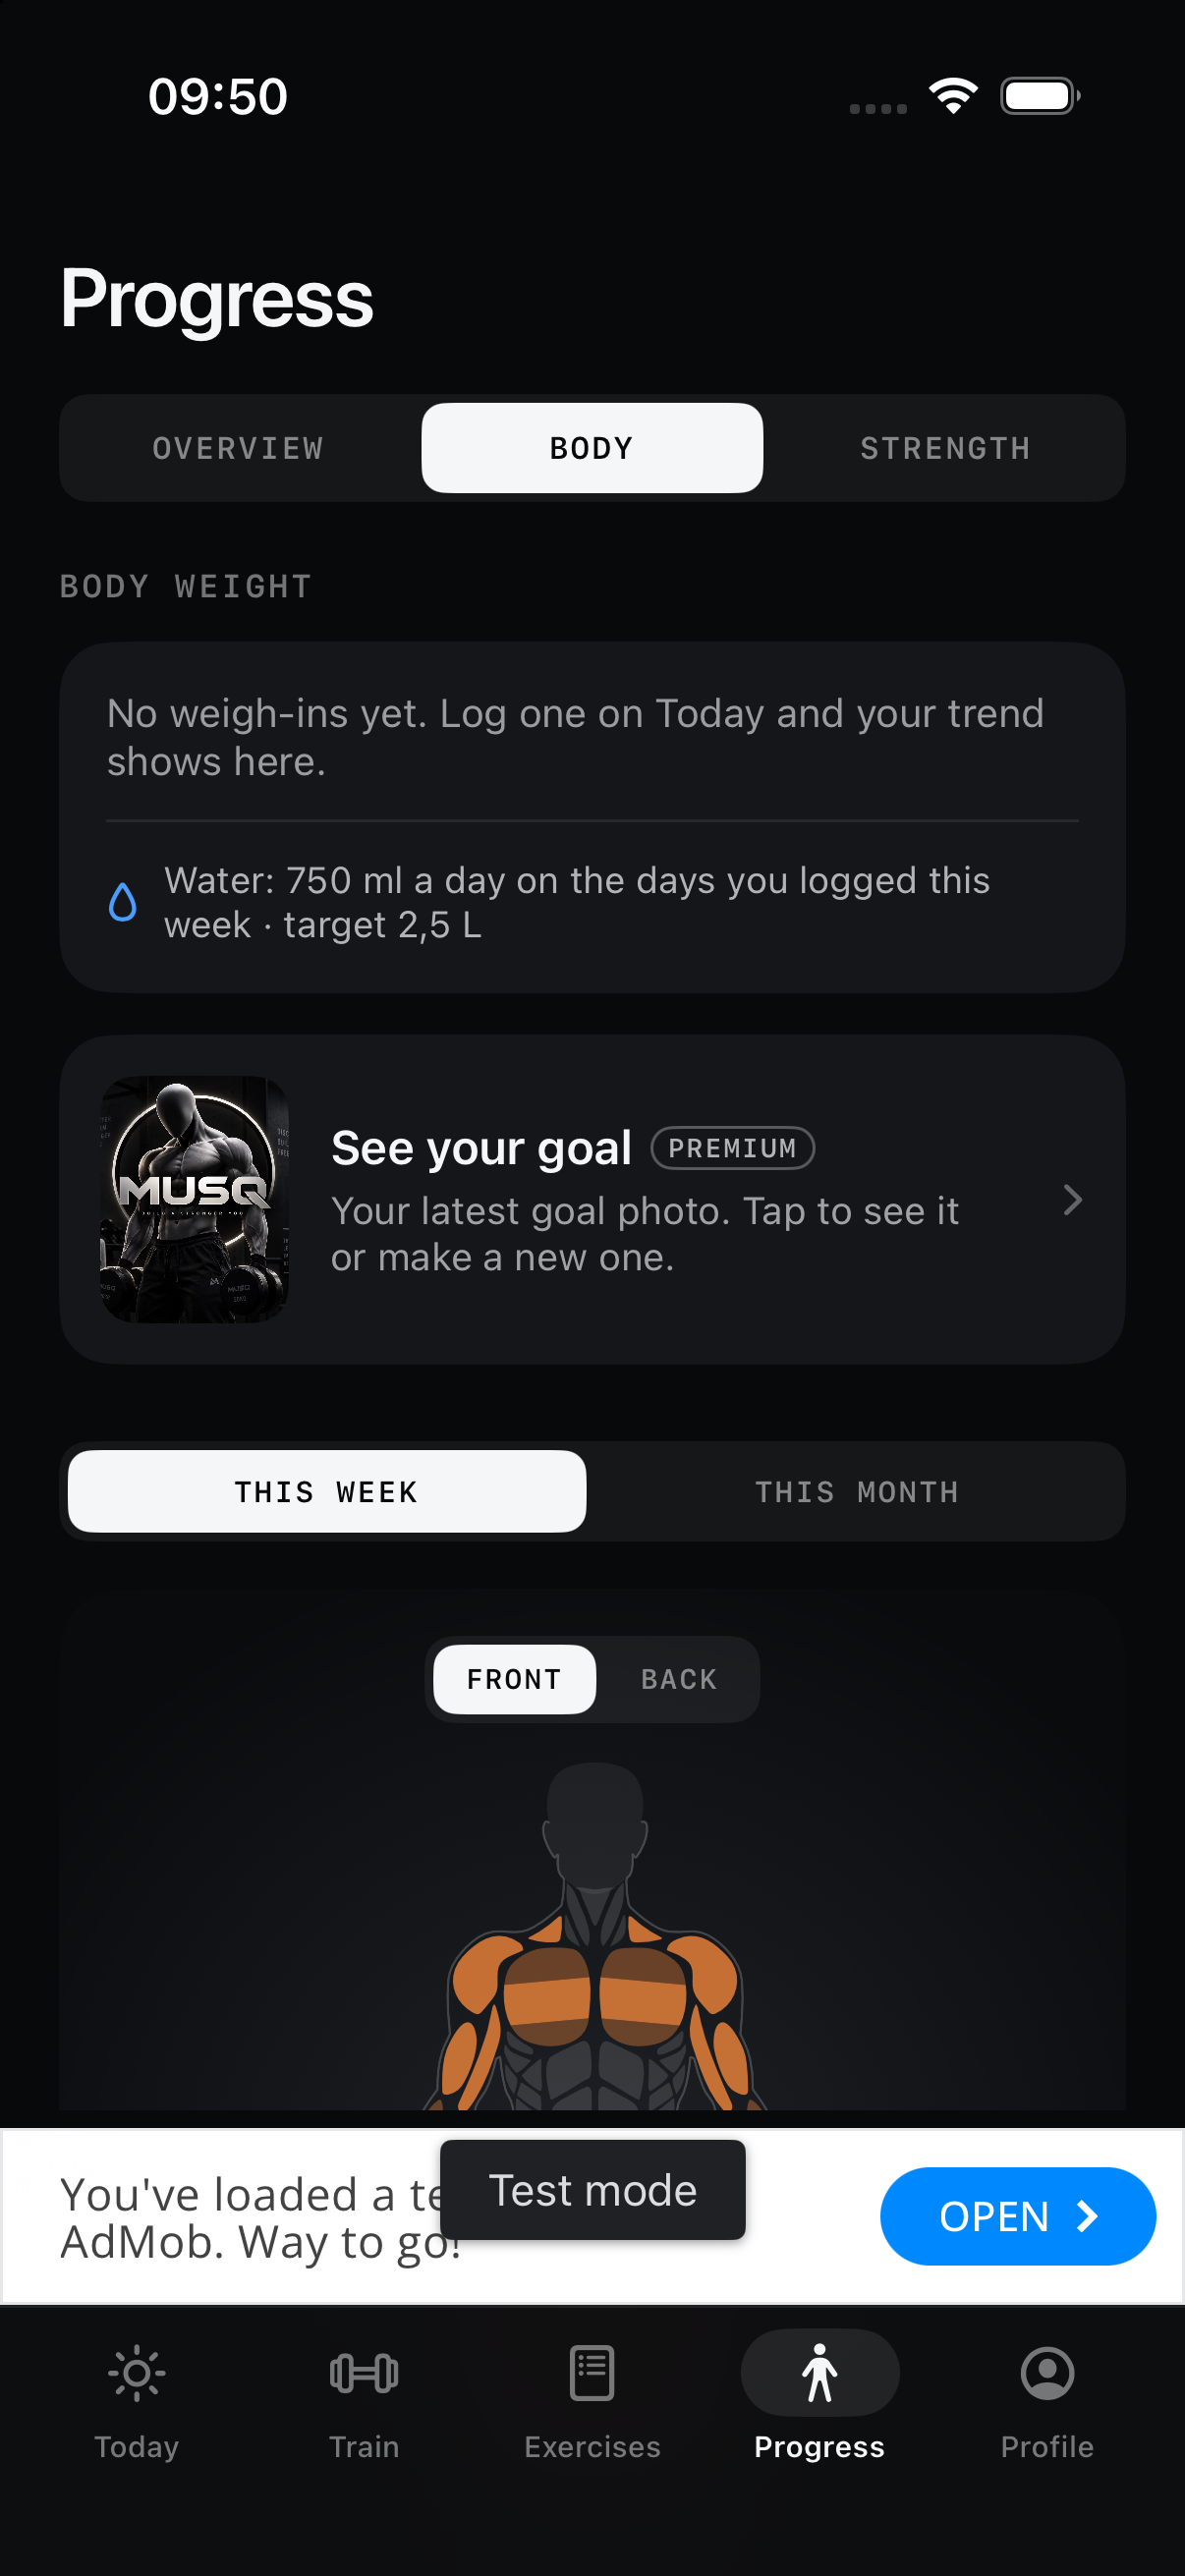 09:50
Progress
OVERVIEW
BODY
STRENGTH
BODY WEIGHT
No weigh-ins yet. Log one on Today and your trend
shows here.
Water: 750 ml a day on the days you logged this
week · target 2,5 L
MUSQ
See your goal
PREMIUM
Your latest goal photo. Tap to see it
or make a new one.
THIS WEEK
THIS MONTH
FRONT
BACK
You've loaded a te
AdMob. Way to go!
Test mode
OPEN
Today
Train
Exercises
Progress
Profile